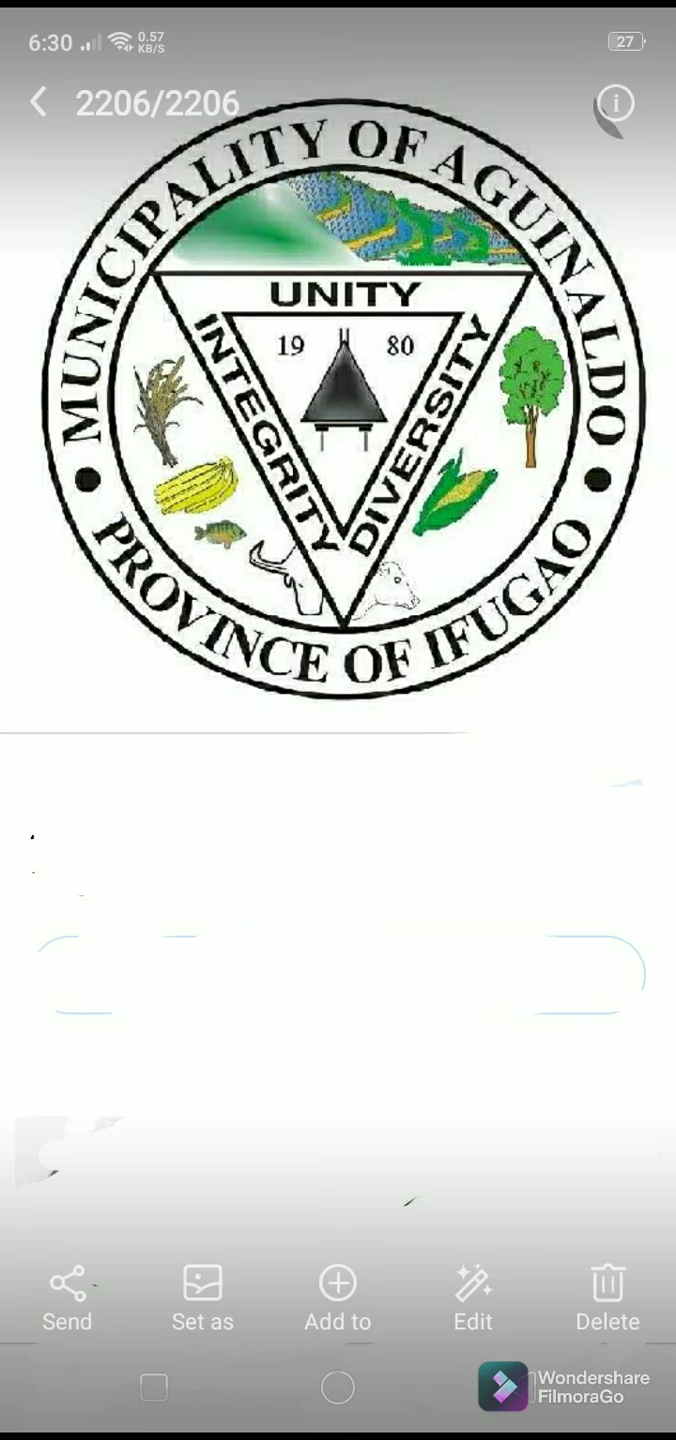 6:30
0.57
KB/S
27
2206/2206
MUNICIPALITY OF AGUINALDO
UNITY
19 80
INTEGRITY
DIVERSITY
PROVINCE OF IFUGAO
Send Set as Add to Edit Delete
Wondershare
FilmoraGo